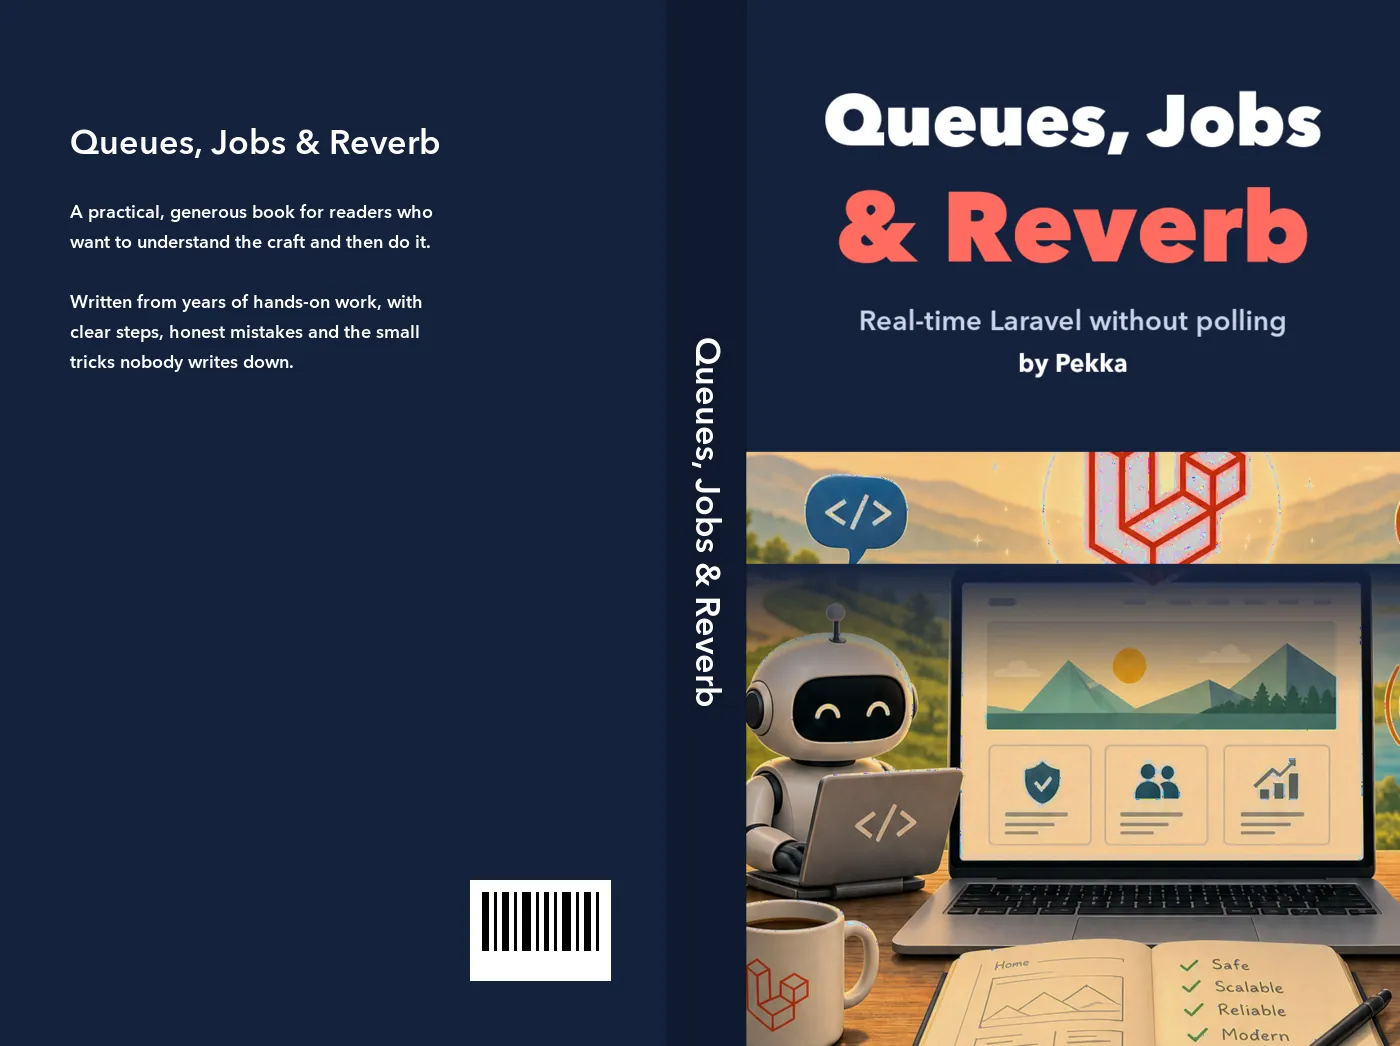 Queues, Jobs & Reverb
A practical, generous book for readers who
want to understand the craft and then do it.
Written from years of hands-on work, with
clear steps, honest mistakes and the small
tricks nobody writes down.
Queues, Jobs & Reverb
Queues, Jobs
& Reverb
Real-time Laravel without polling
by Pekka
</>
</>
Home
Safe
Scalable
Reliable
Modern